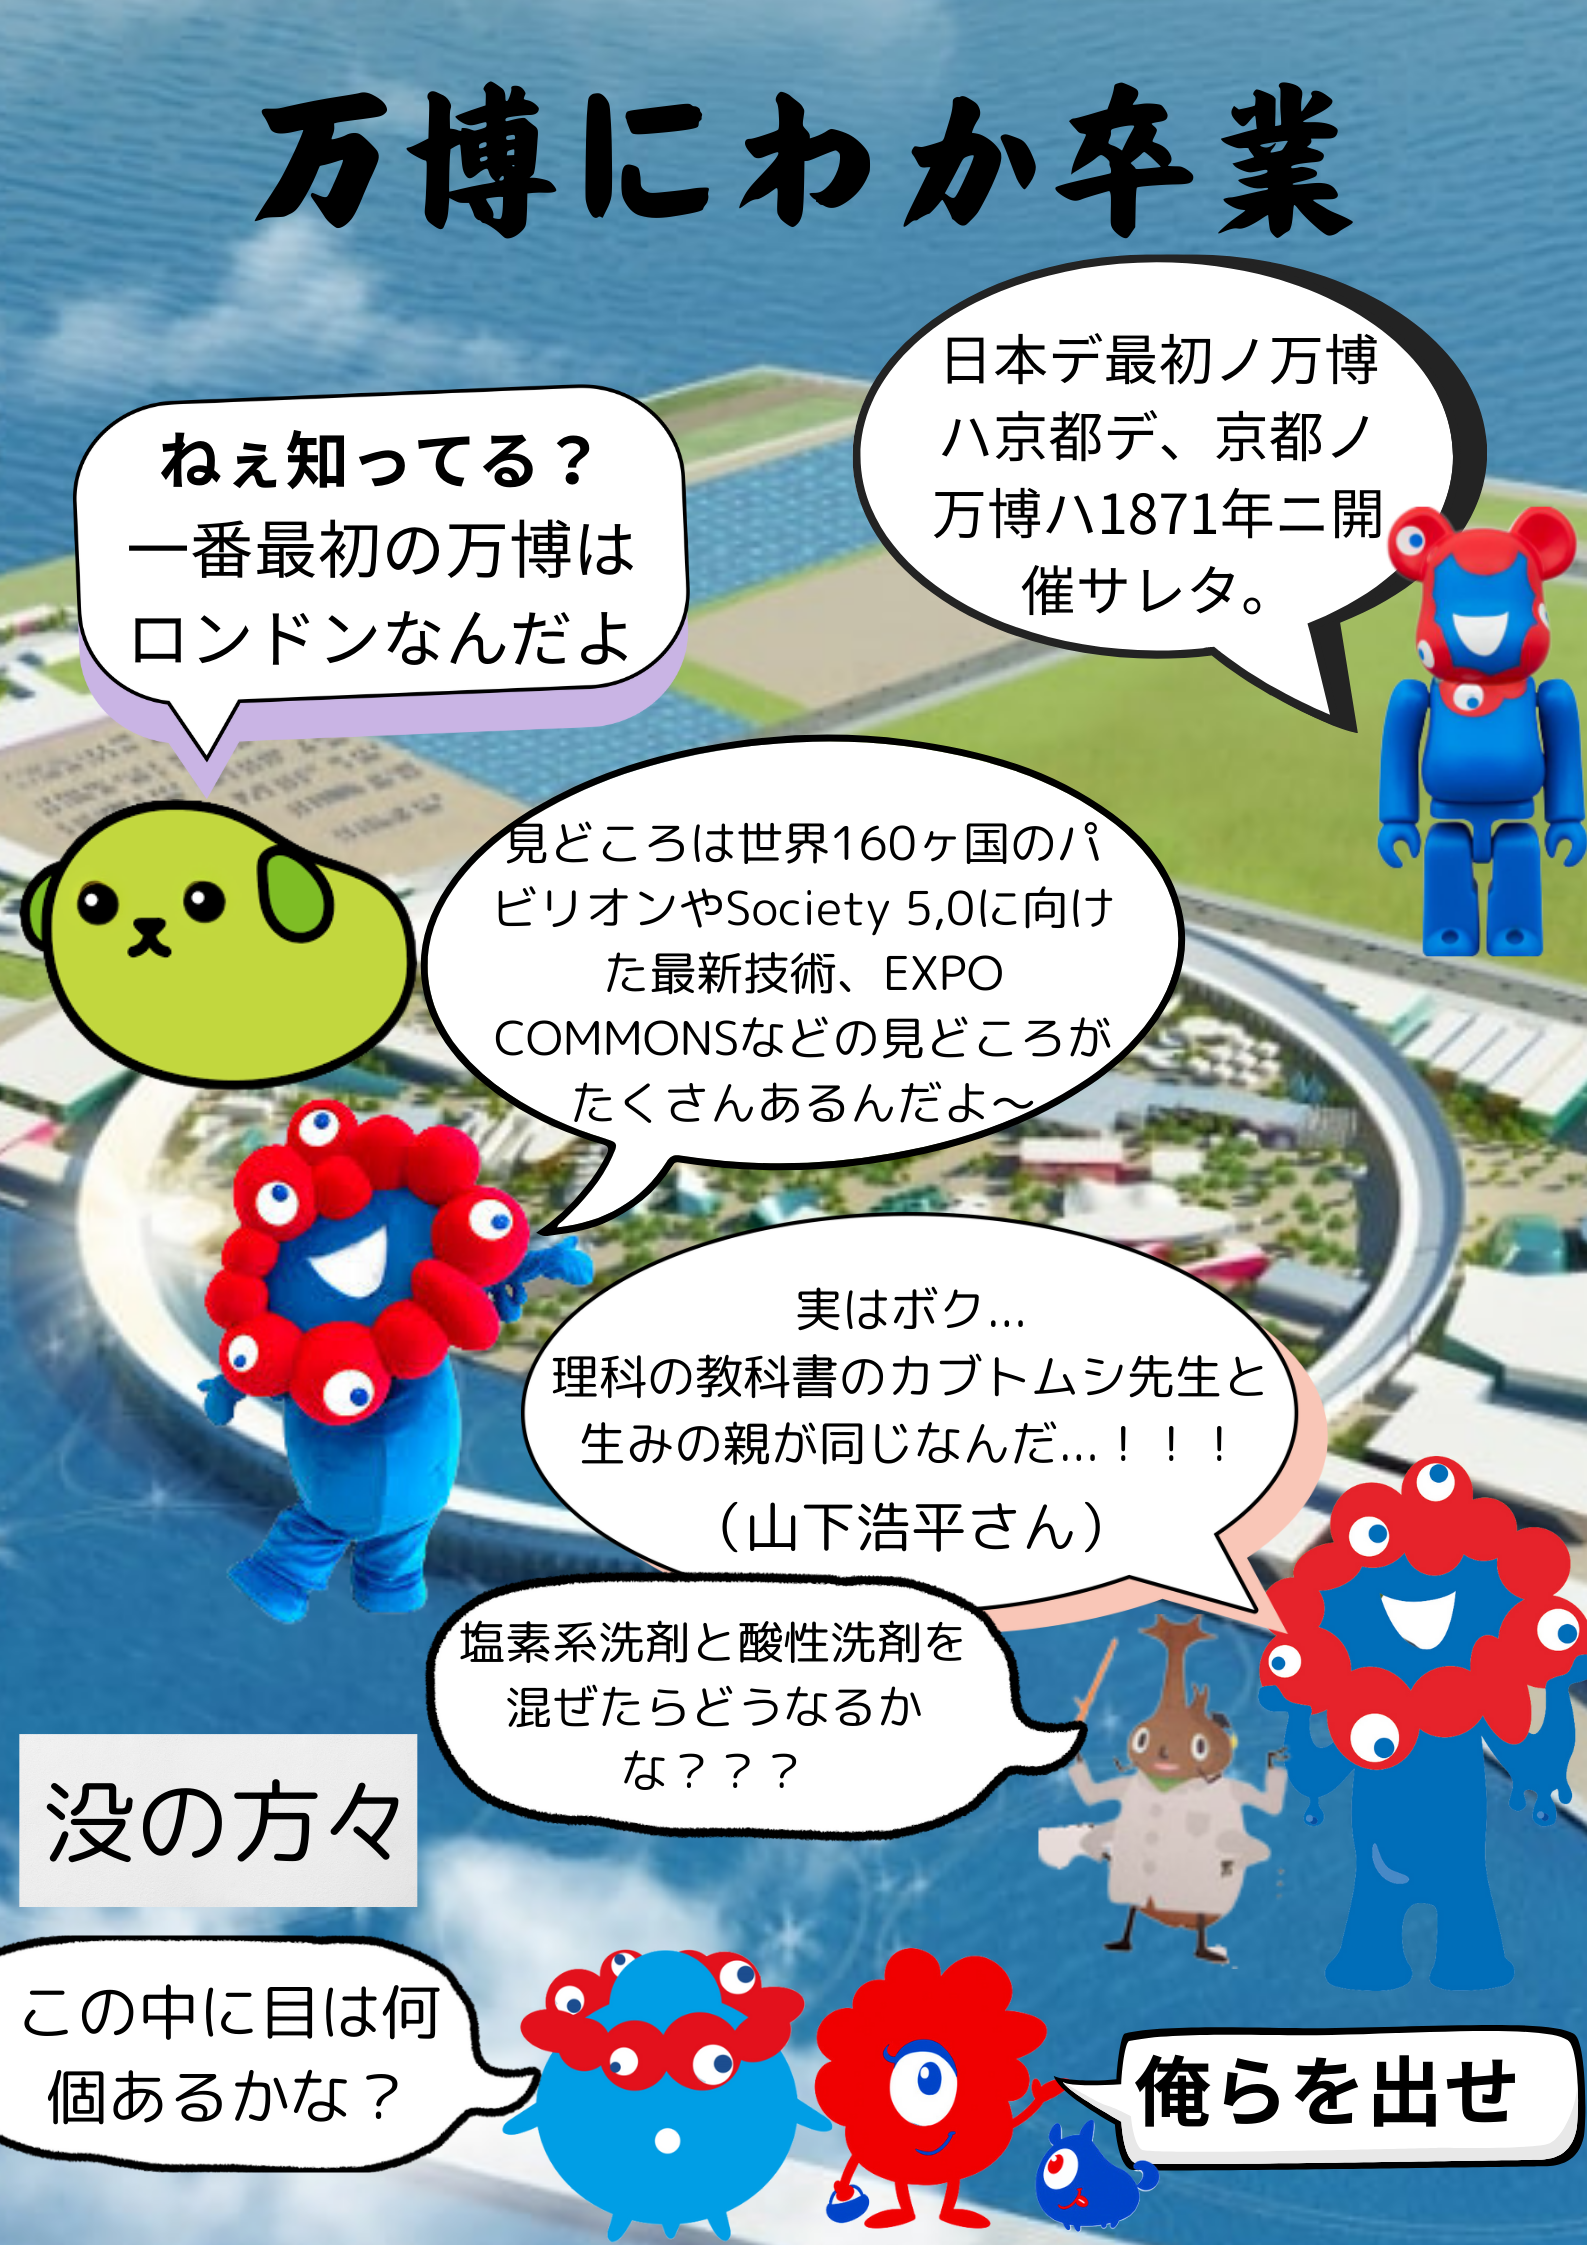 万博にわか卒業
日本デ最初ノ万博
ハ京都デ、京都ノ
万博ハ1871年ニ開
催サレタ。
ねぇ知ってる？
一番最初の万博は
ロンドンなんだよ
見どころは世界160ヶ国のパ
ビリオンやSociety 5,0に向け
た最新技術、EXPO
COMMONSなどの見どころが
たくさんあるんだよ〜
実はボク...
理科の教科書のカブトムシ先生と
生みの親が同じなんだ...！！！
（山下浩平さん）
塩素系洗剤と酸性洗剤を
混ぜたらどうなるか
な？？？
没の方々
この中に目は何
個あるかな？
俺らを出せ